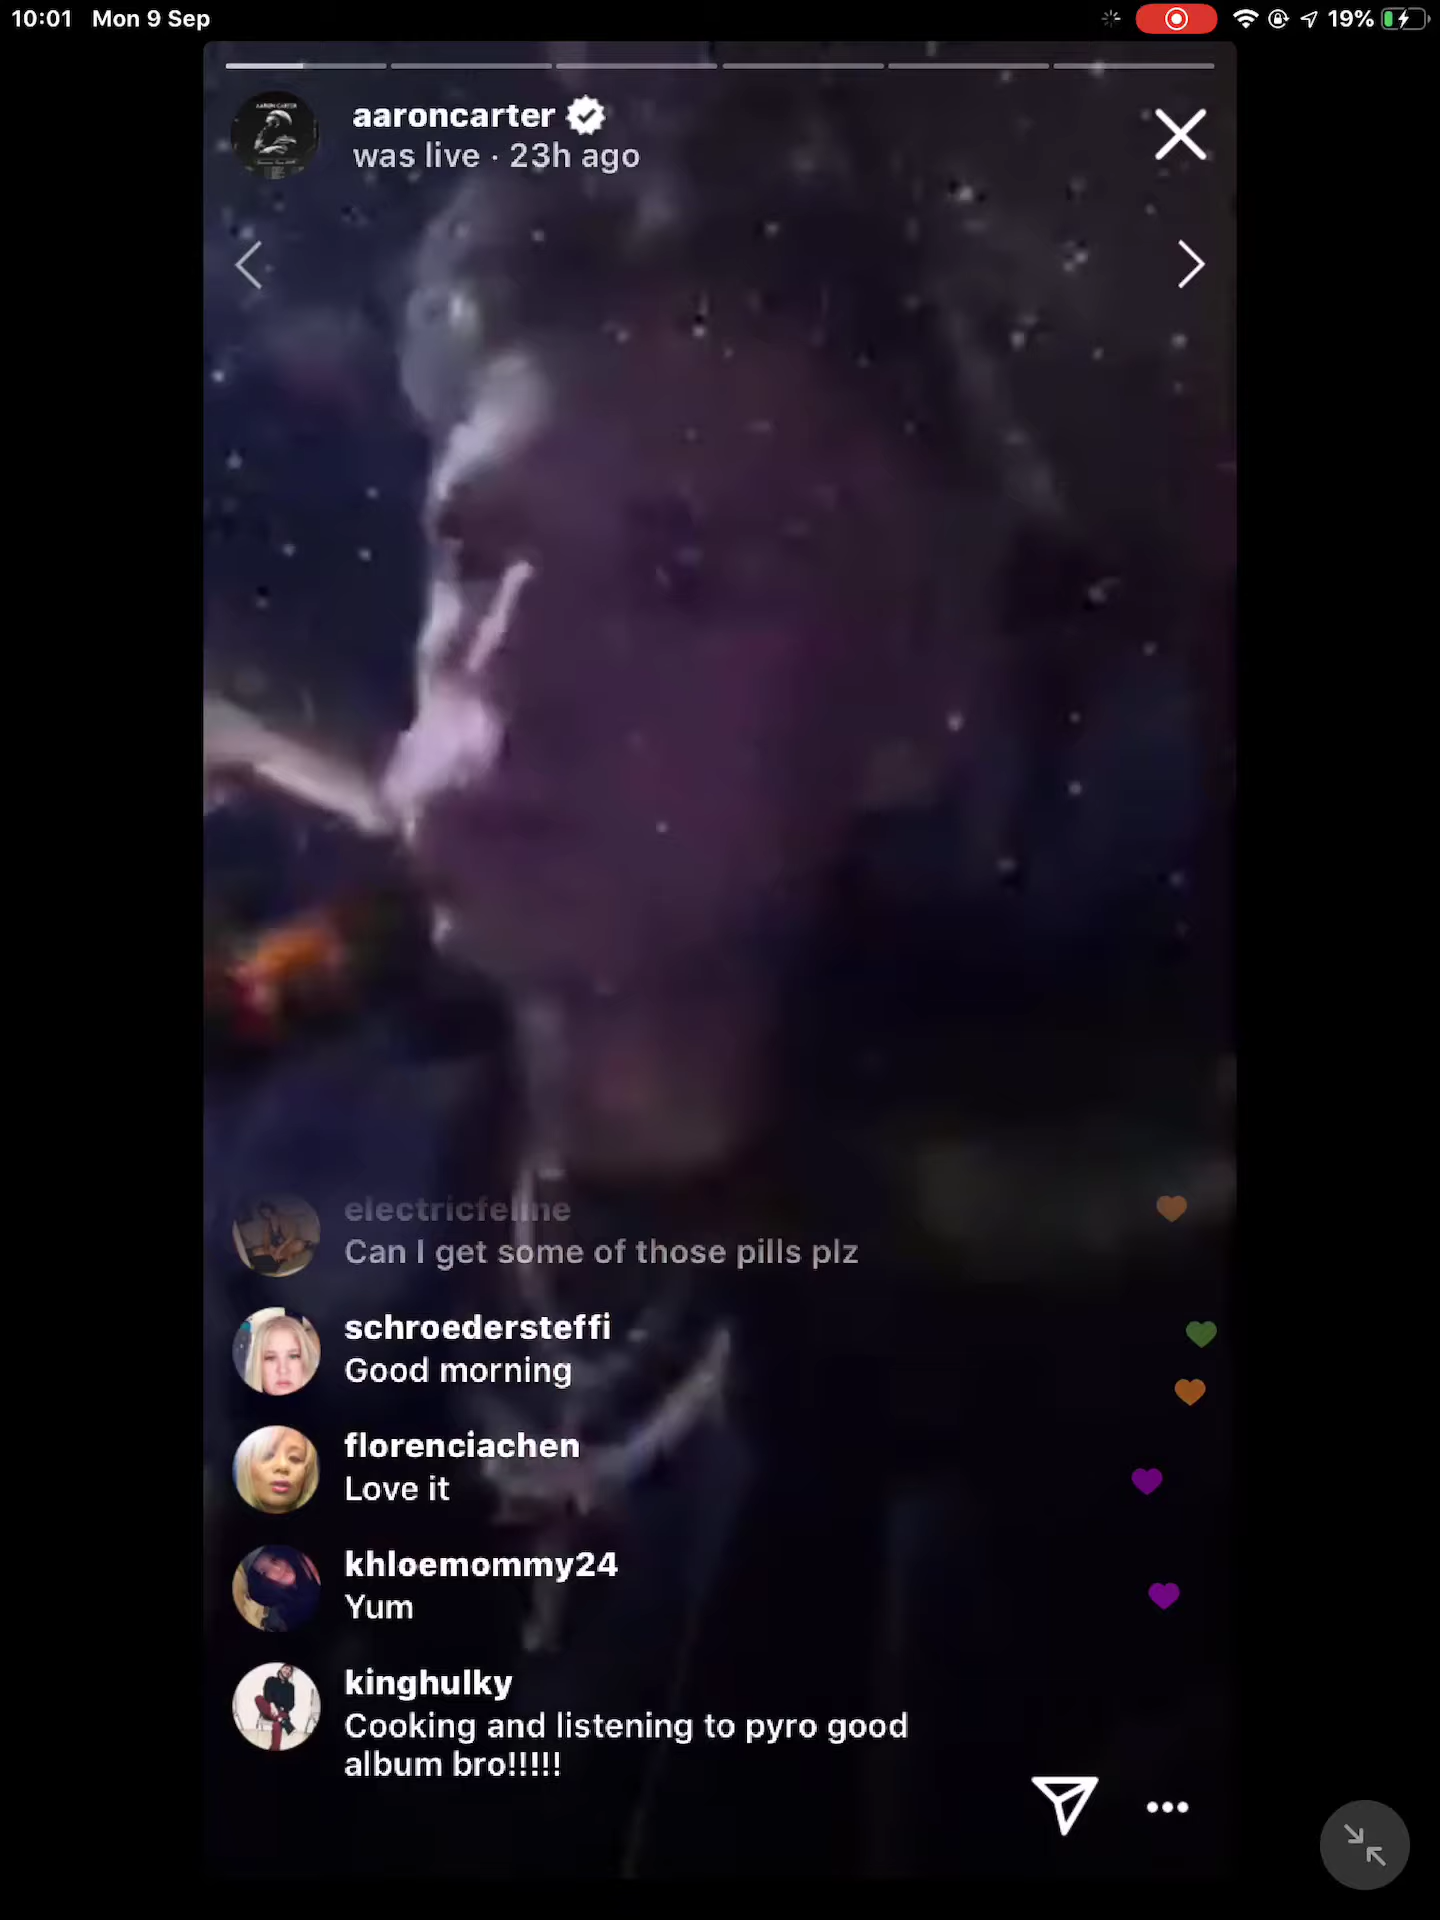 10:01 Mon 9 Sep 19%
aaroncarter
was live · 23h ago
electricfeline
Can I get some of those pills plz
schroedersteffi
Good morning
florenciachen
Love it
khloemommy24
Yum
kinghulky
Cooking and listening to pyro good
album bro!!!!!